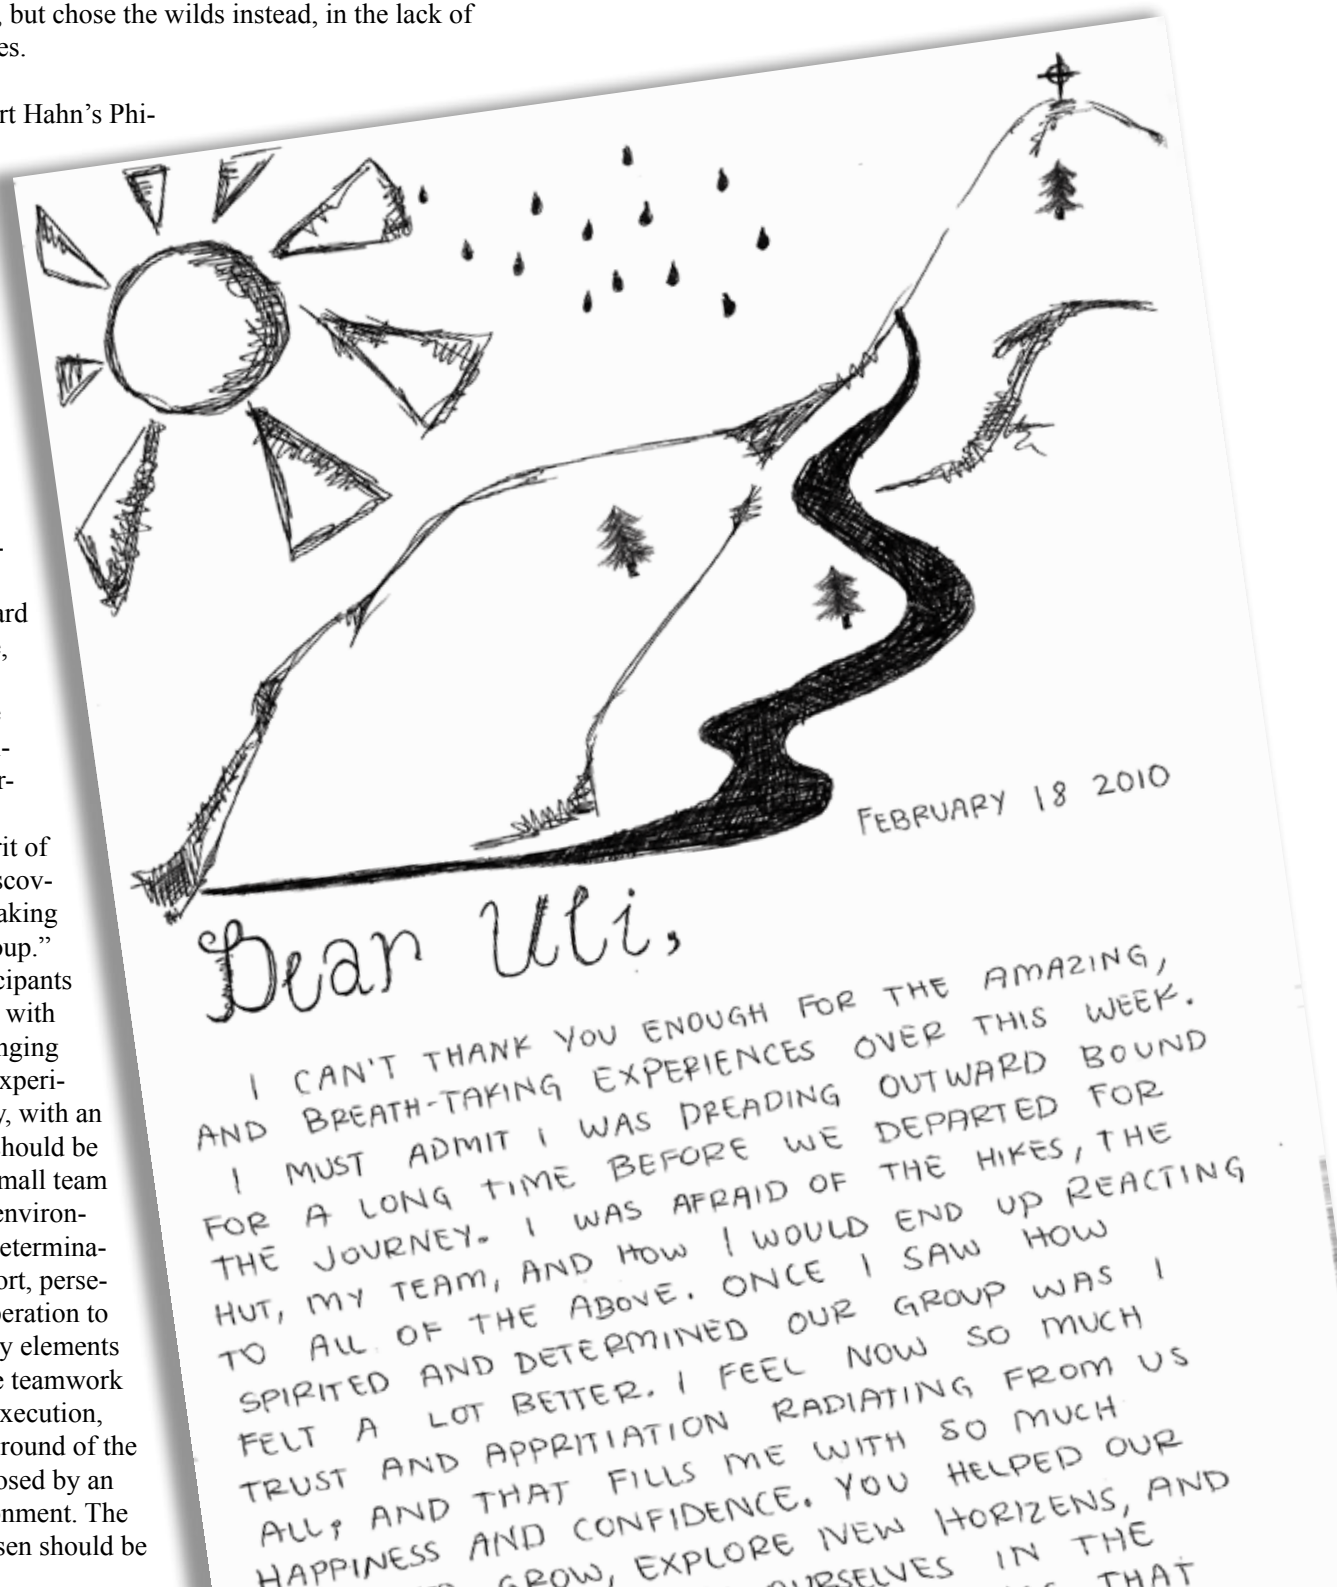 , but chose the wilds instead, in the lack of
es.
rt Hahn’s Phi-
-
ard
,
-
r-
rit of
scov-
aking
oup.”
cipants
with
nging
xperi-
y, with an
hould be
mall team
environ-
etermina-
ort, perse-
peration to
y elements
e teamwork
xecution,
round of the
osed by an
onment. The
sen should be
FEBRUARY 18 2010
Dear Uli,
I CAN'T THANK YOU ENOUGH FOR THE AMAZING,
AND BREATH-TAKING EXPERIENCES OVER THIS WEEK.
I MUST ADMIT I WAS DREADING OUTWARD BOUND
FOR A LONG TIME BEFORE WE DEPARTED FOR
THE JOURNEY. I WAS AFRAID OF THE HIKES, THE
HUT, MY TEAM, AND HOW I WOULD END UP REACTING
TO ALL OF THE ABOVE. ONCE I SAW HOW
SPIRITED AND DETERMINED OUR GROUP WAS I
FELT A LOT BETTER. I FEEL NOW SO MUCH
TRUST AND APPRITIATION RADIATING FROM US
ALL, AND THAT FILLS ME WITH SO MUCH
HAPPINESS AND CONFIDENCE. YOU HELPED OUR
GROW, EXPLORE NEW HORIZENS, AND
OURSELVES IN THE
THAT